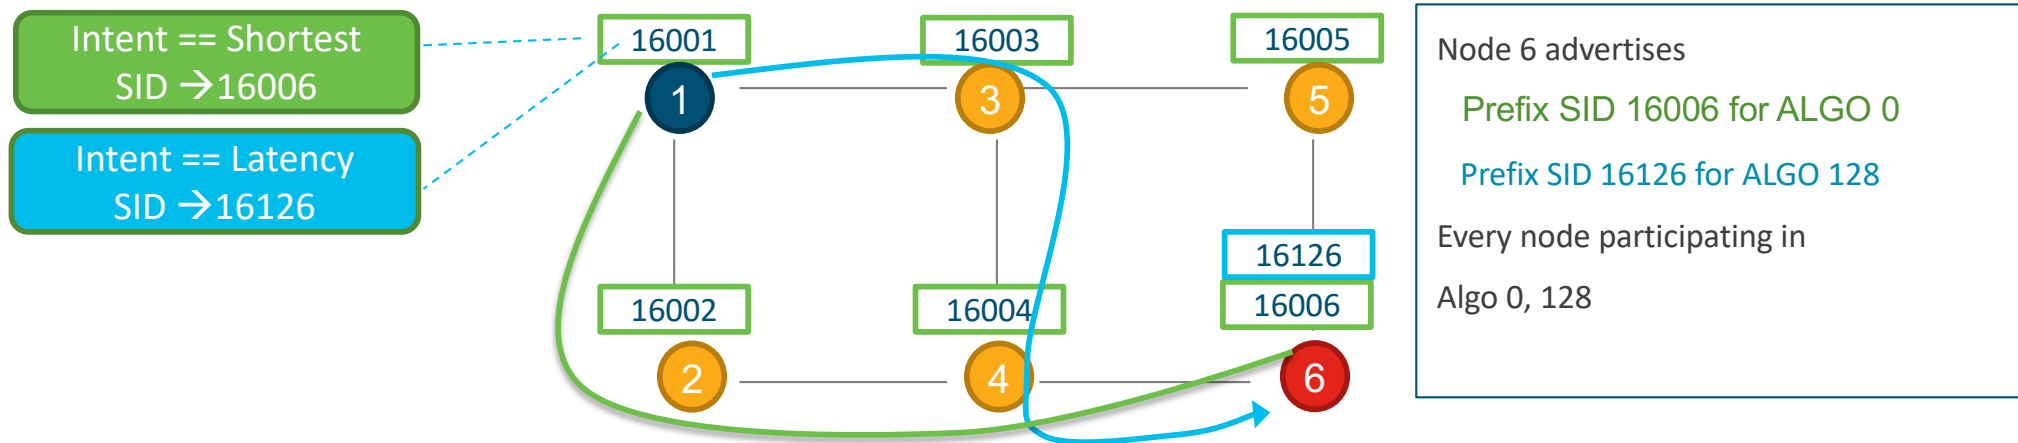 Intent == Shortest
SID →16006
Intent == Latency
SID →16126
16001
16003
16005
1
3
5
16126
16002
16004
16006
2
4
6
Node 6 advertises
Prefix SID 16006 for ALGO 0
Prefix SID 16126 for ALGO 128
Every node participating in
Algo 0, 128